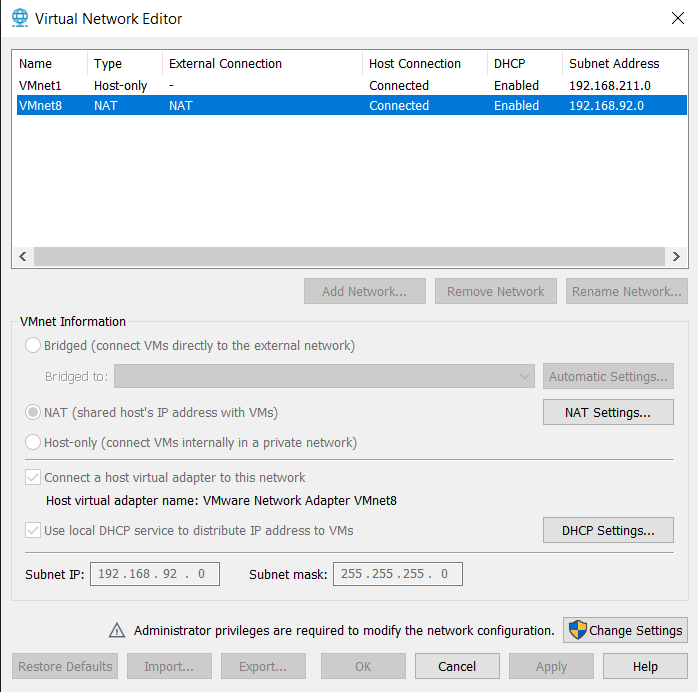 Virtual Network Editor
Name Type External Connection Host Connection DHCP Subnet Address
VMnet1 Host-only - Connected Enabled 192.168.211.0
VMnet8 NAT NAT Connected Enabled 192.168.92.0
Add Network... Remove Network Rename Network...
VMnet Information
Bridged (connect VMs directly to the external network)
Bridged to: Automatic Settings...
NAT (shared host's IP address with VMs) NAT Settings...
Host-only (connect VMs internally in a private network)
Connect a host virtual adapter to this network
Host virtual adapter name: VMware Network Adapter VMnet8
Use local DHCP service to distribute IP address to VMs DHCP Settings...
Subnet IP: 192 . 168 . 92 . 0 Subnet mask: 255 . 255 . 255 . 0
Administrator privileges are required to modify the network configuration. Change Settings
Restore Defaults Import... Export... OK Cancel Apply Help